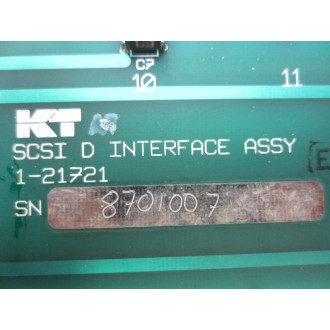 C7
10
11
KT
SCSI D INTERFACE ASSY
E
1-21721
SN 8701007